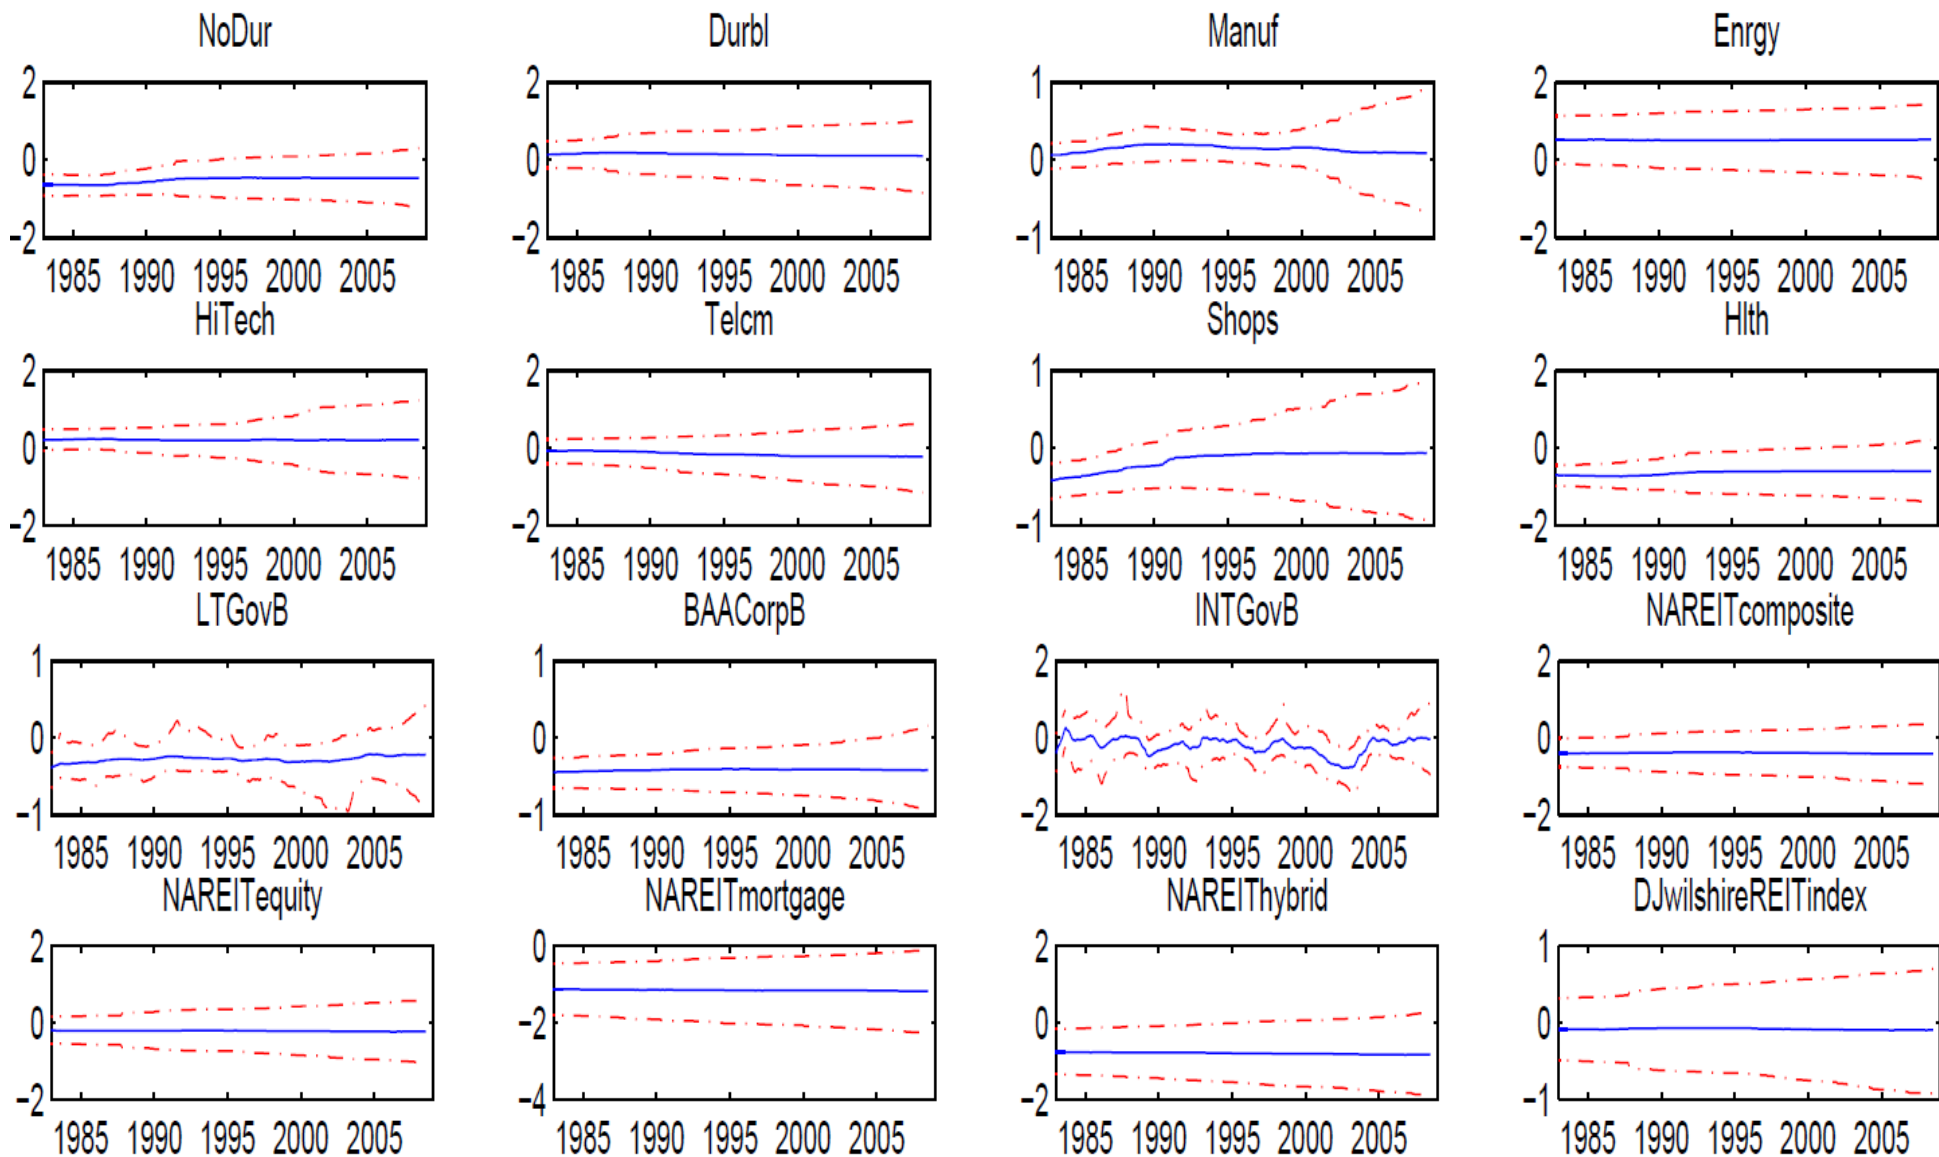 NoDur Durbl Manuf Enrgy
2 2 1 2
0 0 0 0
−2 −2 −1 −2
1985 1990 1995 2000 2005 1985 1990 1995 2000 2005 1985 1990 1995 2000 2005 1985 1990 1995 2000 2005
HiTech Telcm Shops Hlth
2 2 1 2
0 0 0 0
−2 −2 −1 −2
1985 1990 1995 2000 2005 1985 1990 1995 2000 2005 1985 1990 1995 2000 2005 1985 1990 1995 2000 2005
LTGovB BAACorpB INTGovB NAREITcomposite
1 1 2 2
0 0 0 0
−1 −1 −2 −2
1985 1990 1995 2000 2005 1985 1990 1995 2000 2005 1985 1990 1995 2000 2005 1985 1990 1995 2000 2005
NAREITequity NAREITmortgage NAREIThybrid DJwilshireREITindex
2 0 2 1
0 −2 0 0
−2 −4 −2 −1
1985 1990 1995 2000 2005 1985 1990 1995 2000 2005 1985 1990 1995 2000 2005 1985 1990 1995 2000 2005